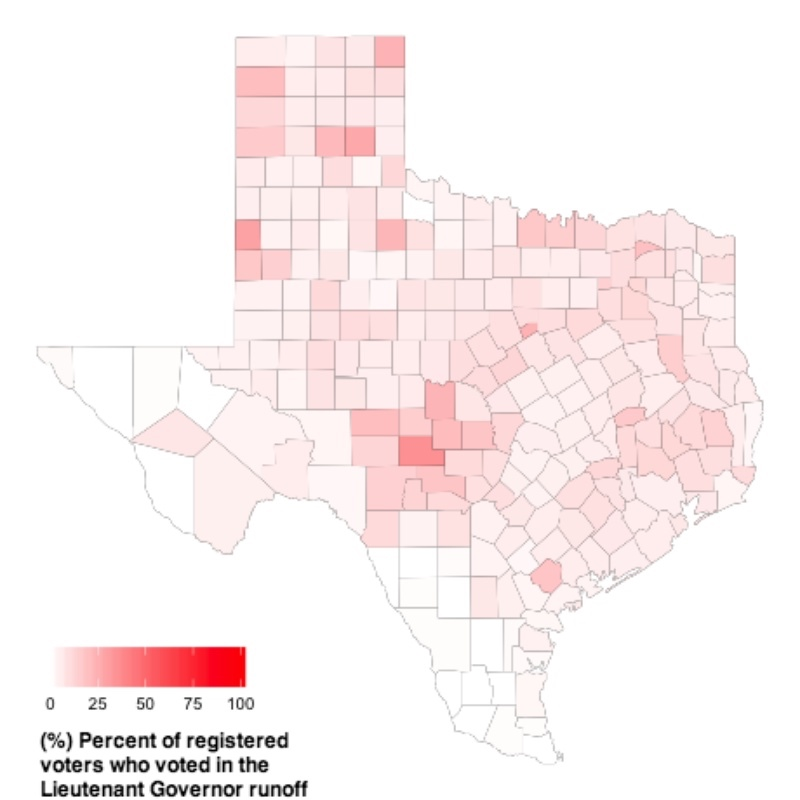 0 25 50 75 100
(%) Percent of registered
voters who voted in the
Lieutenant Governor runoff